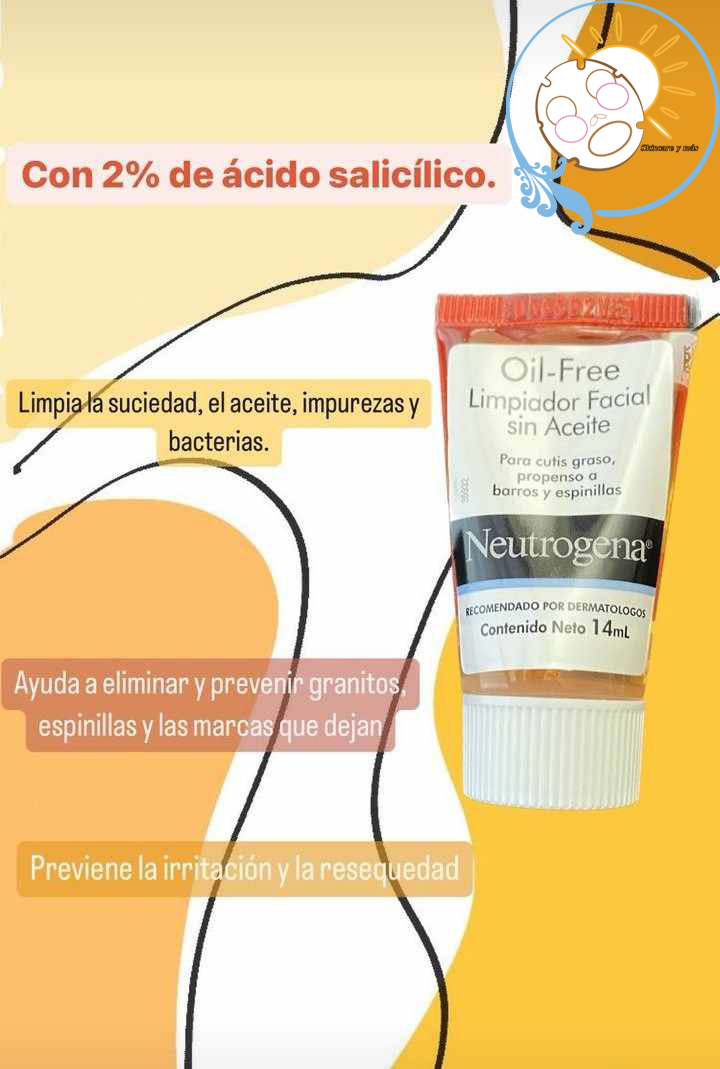 Skincare y más
Con 2% de ácido salicílico.
Limpia la suciedad, el aceite, impurezas y
bacterias.
Ayuda a eliminar y prevenir granitos,
espinillas y las marcas que dejan
Previene la irritación y la resequedad
Oil-Free
Limpiador Facial
sin Aceite
Para cutis graso,
propenso a
barros y espinillas
Neutrogena®
RECOMENDADO POR DERMATOLOGOS
Contenido Neto 14mL